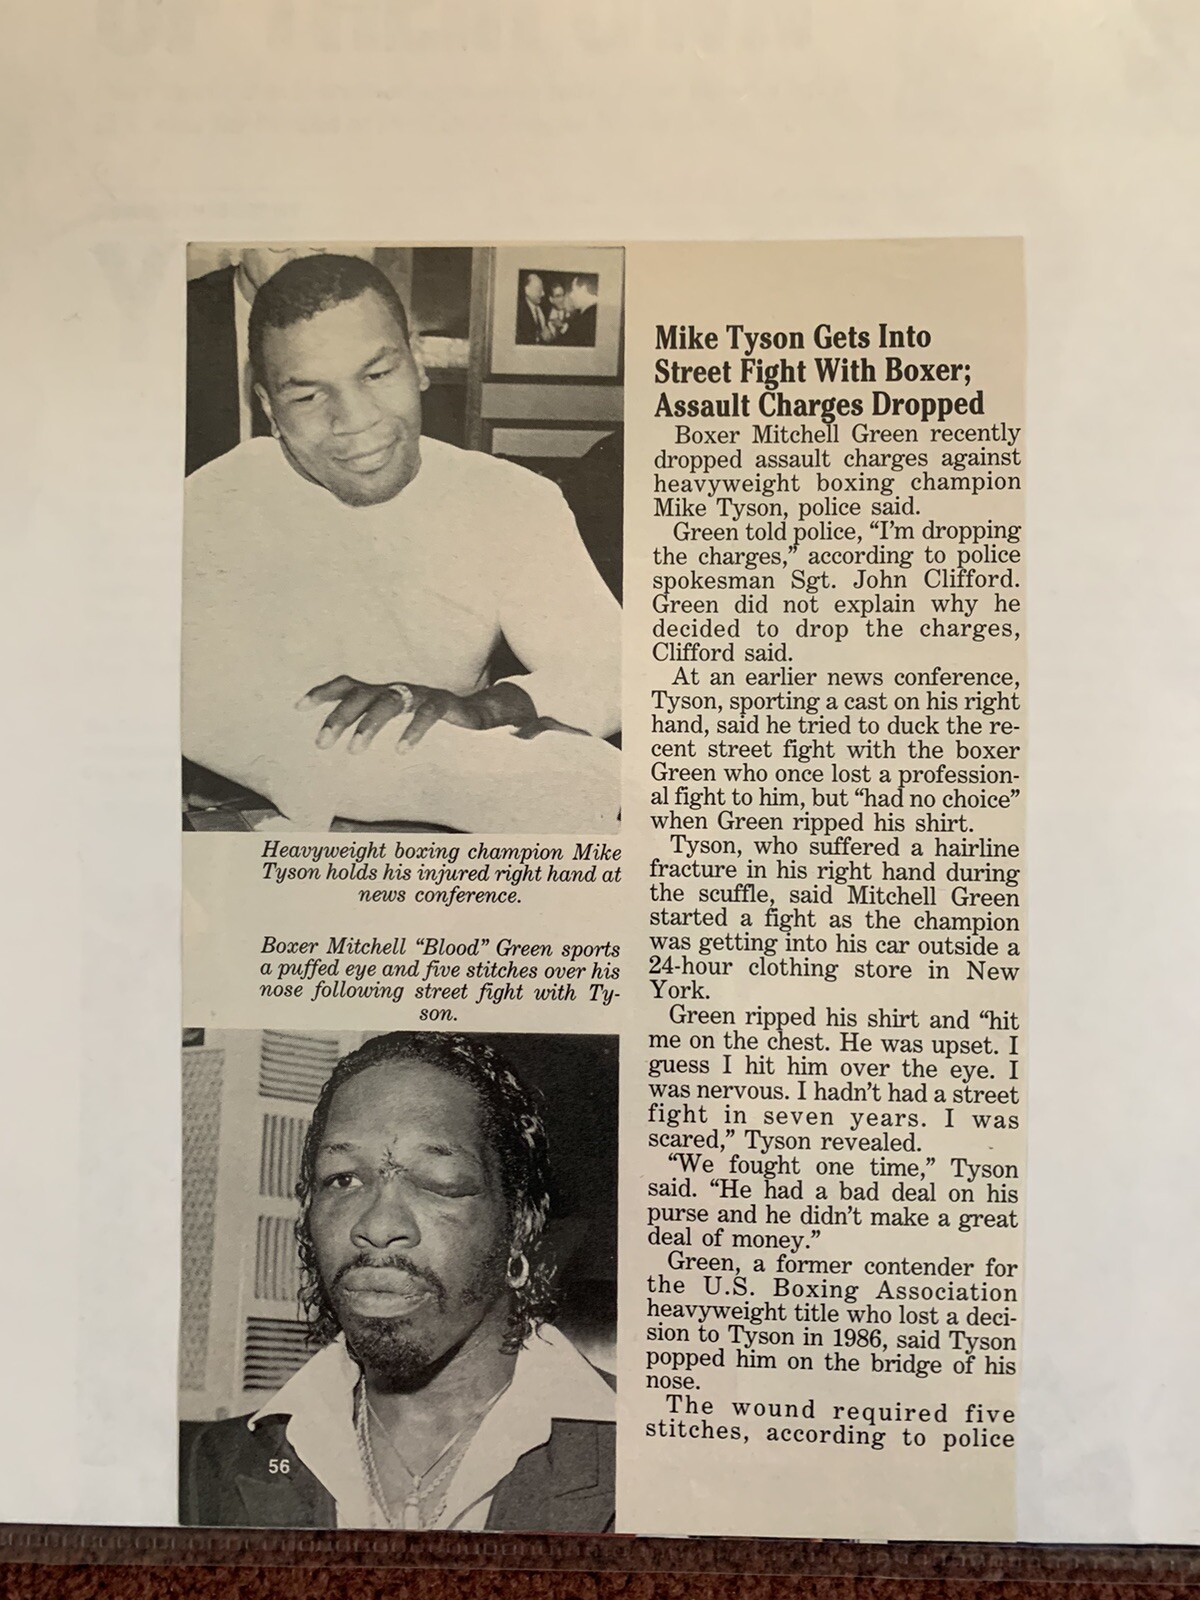 Mike Tyson Gets Into
Street Fight With Boxer;
Assault Charges Dropped
Boxer Mitchell Green recently
dropped assault charges against
heavyweight boxing champion
Mike Tyson, police said.
Green told police, “I’m dropping
the charges,” according to police
spokesman Sgt. John Clifford.
Green did not explain why he
decided to drop the charges,
Clifford said.
At an earlier news conference,
Tyson, sporting a cast on his right
hand, said he tried to duck the re-
cent street fight with the boxer
Green who once lost a profession-
al fight to him, but “had no choice”
when Green ripped his shirt.
Tyson, who suffered a hairline
fracture in his right hand during
the scuffle, said Mitchell Green
started a fight as the champion
was getting into his car outside a
24-hour clothing store in New
York.
Green ripped his shirt and “hit
me on the chest. He was upset. I
guess I hit him over the eye. I
was nervous. I hadn’t had a street
fight in seven years. I was
scared,” Tyson revealed.
“We fought one time,” Tyson
said. “He had a bad deal on his
purse and he didn’t make a great
deal of money.”
Green, a former contender for
the U.S. Boxing Association
heavyweight title who lost a deci-
sion to Tyson in 1986, said Tyson
popped him on the bridge of his
nose.
The wound required five
stitches, according to police
Heavyweight boxing champion Mike
Tyson holds his injured right hand at
news conference.
Boxer Mitchell “Blood” Green sports
a puffed eye and five stitches over his
nose following street fight with Ty-
son.
56